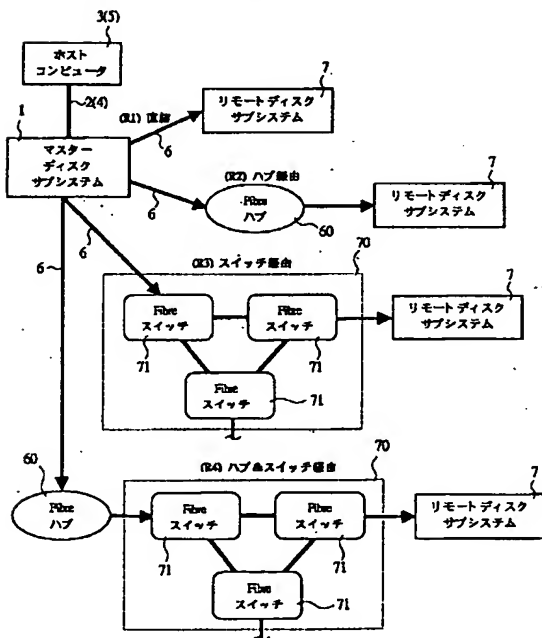 3(5)
ホスト
コンピュータ
2(4)
1
マスター
ディスク
サブシステム
(R1) 直結
6
7
リモートディスク
サブシステム
(R2) ハブ経由
6
Fibre
ハブ
60
7
リモートディスク
サブシステム
6
6
(R3) スイッチ経由
70
Fibre
スイッチ
71
Fibre
スイッチ
71
Fibre
スイッチ
71
7
リモートディスク
サブシステム
60
Fibre
ハブ
(R4) ハブ&スイッチ経由
70
Fibre
スイッチ
71
Fibre
スイッチ
71
Fibre
スイッチ
71
7
リモートディスク
サブシステム